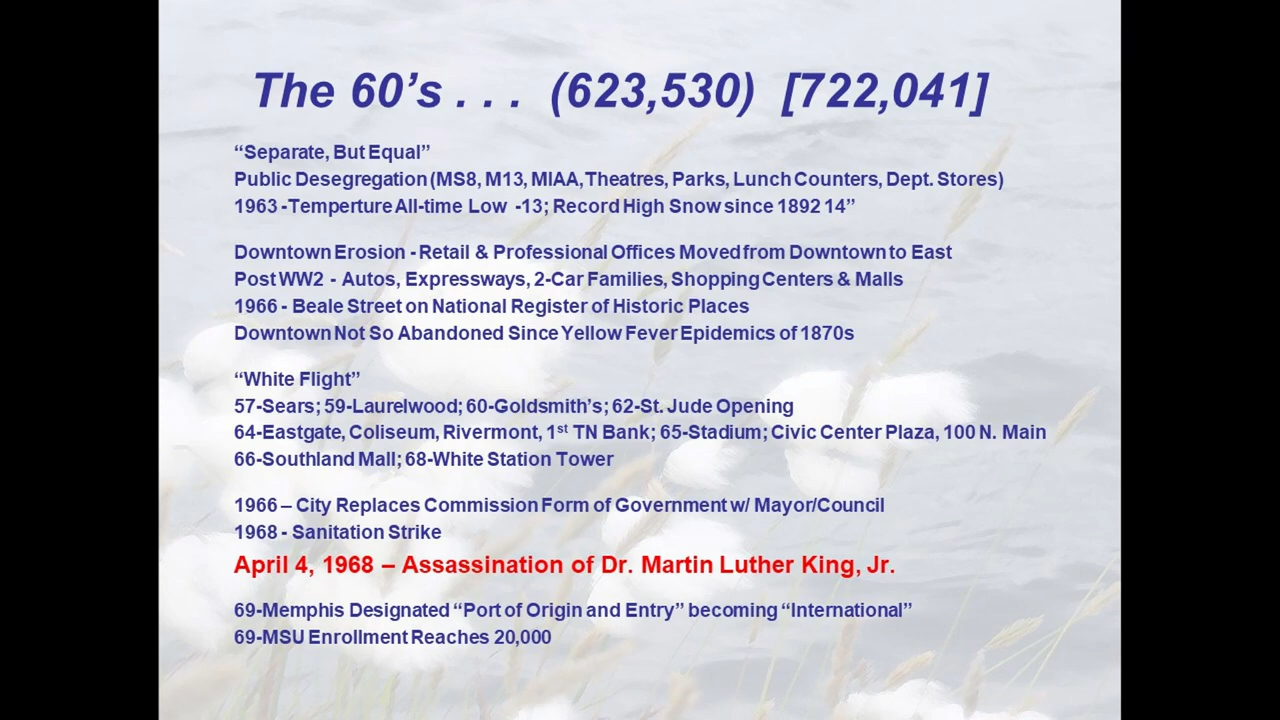 The 60’s . . . (623,530) [722,041]
“Separate, But Equal”
Public Desegregation (MS8, M13, MIAA, Theatres, Parks, Lunch Counters, Dept. Stores)
1963 -Temperture All-time Low -13; Record High Snow since 1892 14”
Downtown Erosion - Retail & Professional Offices Moved from Downtown to East
Post WW2 - Autos, Expressways, 2-Car Families, Shopping Centers & Malls
1966 - Beale Street on National Register of Historic Places
Downtown Not So Abandoned Since Yellow Fever Epidemics of 1870s
“White Flight”
57-Sears; 59-Laurelwood; 60-Goldsmith’s; 62-St. Jude Opening
64-Eastgate, Coliseum, Rivermont, 1st TN Bank; 65-Stadium; Civic Center Plaza, 100 N. Main
66-Southland Mall; 68-White Station Tower
1966 – City Replaces Commission Form of Government w/ Mayor/Council
1968 - Sanitation Strike
April 4, 1968 – Assassination of Dr. Martin Luther King, Jr.
69-Memphis Designated “Port of Origin and Entry” becoming “International”
69-MSU Enrollment Reaches 20,000